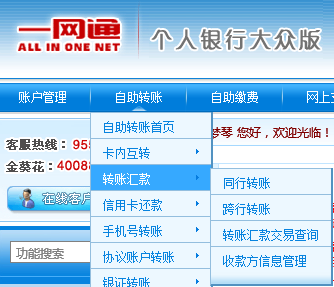 一网通
ALL IN ONE NET
个人银行大众版
账户管理 自助转账 自助缴费 网上
自助转账首页
梦琴 您好，欢迎光临！
客服热线： 95
卡内互转
金葵花： 4008
转账汇款
同行转账
在线客户
信用卡还款
跨行转账
手机号转账
转账汇款交易查询
功能搜索
协议账户转账
收款方信息管理
银证转账